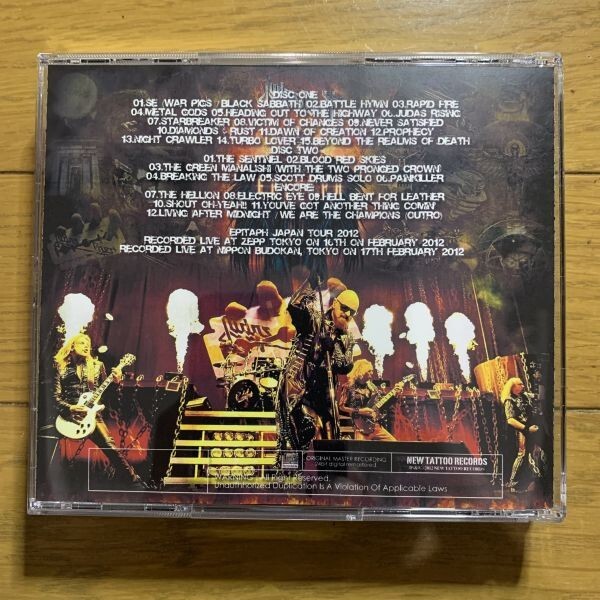 DISC ONE
01.SE (WAR PIGS / BLACK SABBATH) 02.BATTLE HYMN 03.RAPID FIRE
04.METAL GODS 05.HEADING OUT TO THE HIGHWAY 06.JUDAS RISING
07.STARBREAKER 08.VICTIM OF CHANGES 09.NEVER SATISFIED
10.DIAMONDS & RUST 11.DAWN OF CREATION 12.PROPHECY
13.NIGHT CRAWLER 14.TURBO LOVER 15.BEYOND THE REALMS OF DEATH
DISC TWO
01.THE SENTINEL 02.BLOOD RED SKIES
03.THE GREEN MANALISHI (WITH THE TWO PRONGED CROWN)
04.BREAKING THE LAW 05.SCOTT DRUMS SOLO 06.PAINKILLER
ENCORE
07.THE HELLION 08.ELECTRIC EYE 09.HELL BENT FOR LEATHER
10.SHOUT OH-YEAH!! 11.YOU'VE GOT ANOTHER THING COMIN'
12.LIVING AFTER MIDNIGHT / WE ARE THE CHAMPIONS (OUTRO)
EPITAPH JAPAN TOUR 2012
RECORDED LIVE AT ZEPP TOKYO ON 16TH ON FEBRUARY 2012
RECORDED LIVE AT NIPPON BUDOKAN, TOKYO ON 17TH FEBRUARY 2012
Judas
ORIGINAL MASTER RECORDING
24bit digital remastered
NEW TATTOO RECORDS
WARNING : All Right Reserved.
Unauthnorized Duplication Is A Violation Of Applicable Laws